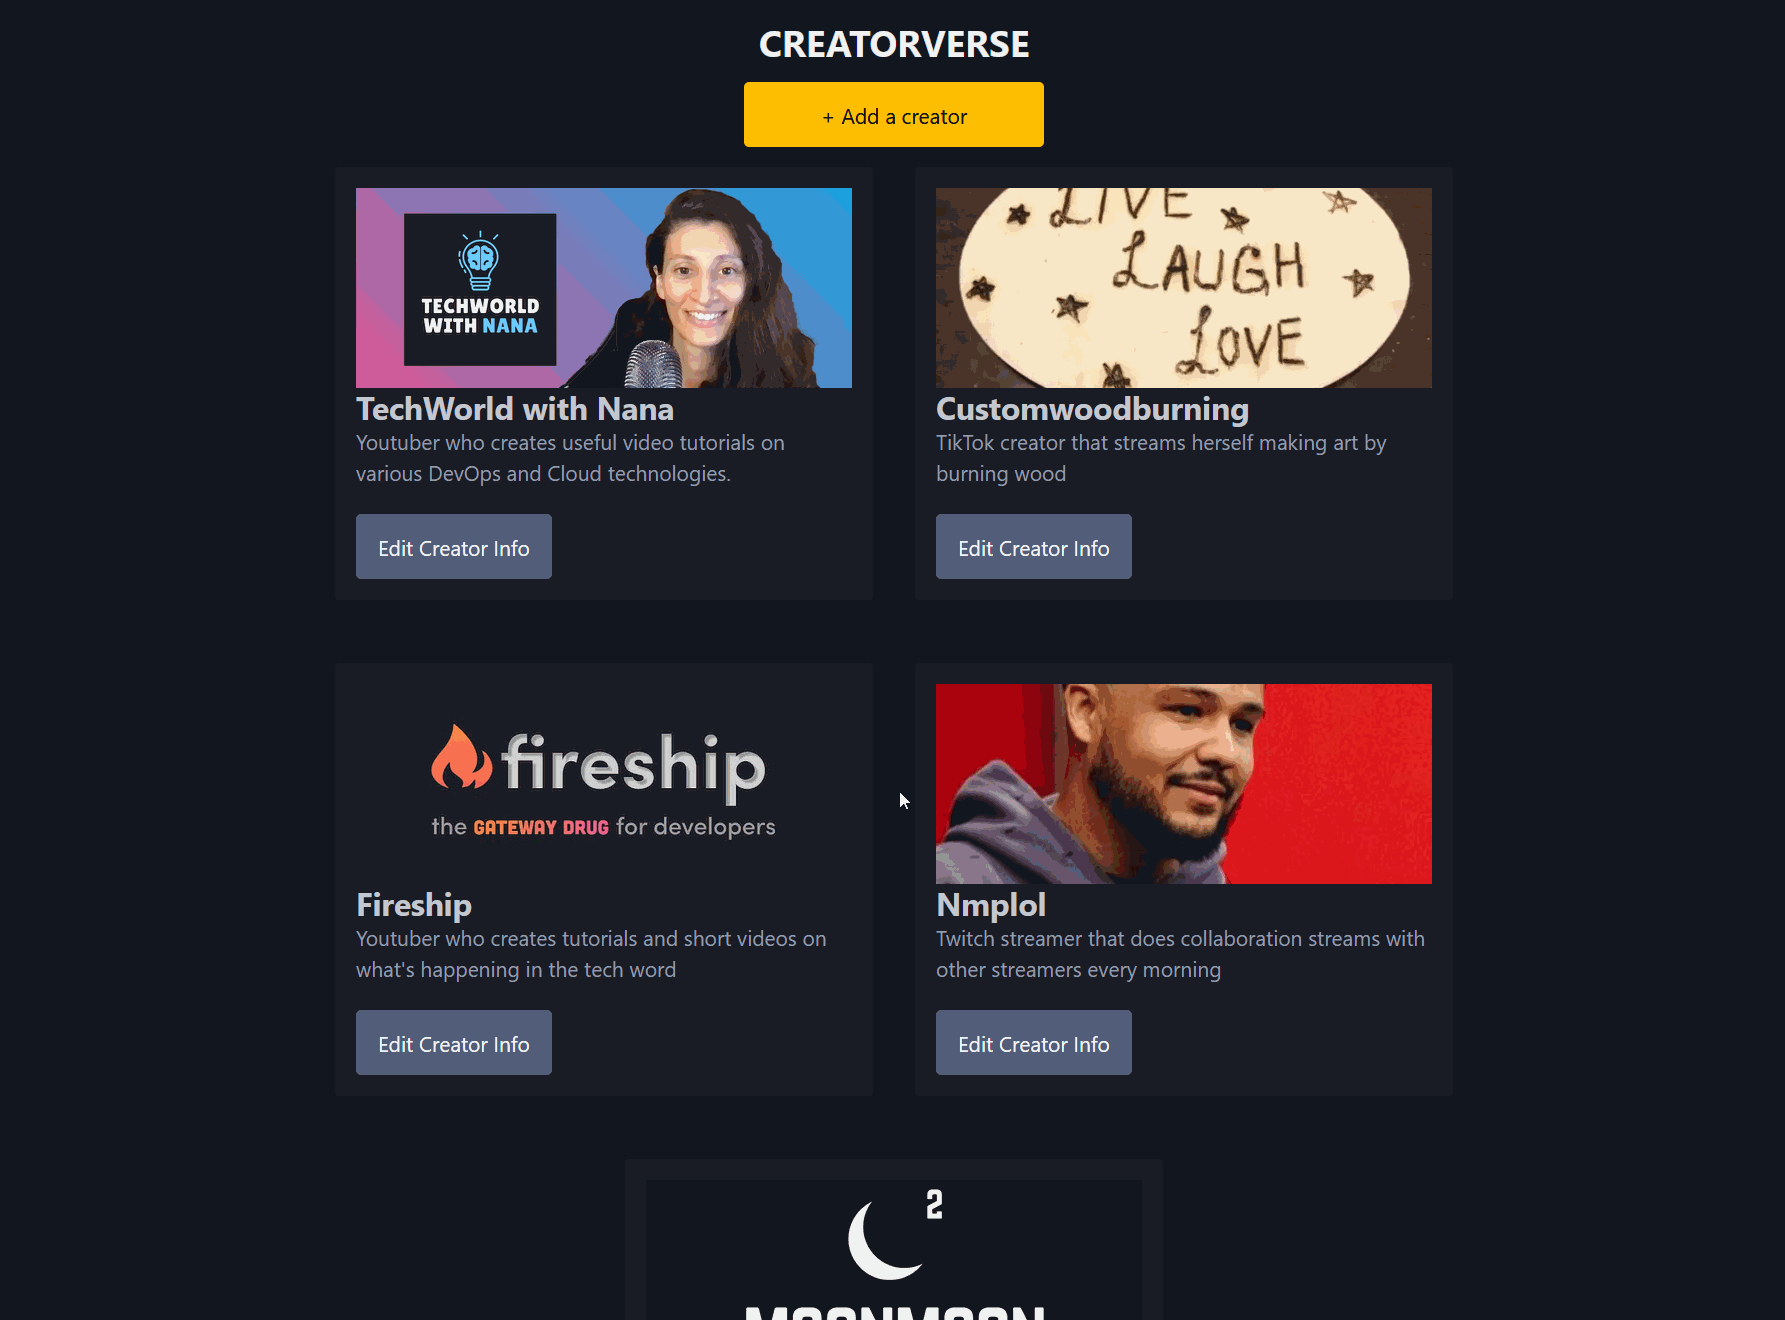 CREATORVERSE
+ Add a creator
TECHWORLD
WITH NANA
TechWorld with Nana
Youtuber who creates useful video tutorials on
various DevOps and Cloud technologies.
Edit Creator Info
LIVE
LAUGH
LOVE
Customwoodburning
TikTok creator that streams herself making art by
burning wood
Edit Creator Info
fireship
the GATEWAY DRUG for developers
Fireship
Youtuber who creates tutorials and short videos on
what's happening in the tech word
Edit Creator Info
Nmplol
Twitch streamer that does collaboration streams with
other streamers every morning
Edit Creator Info
2
MOONMOON